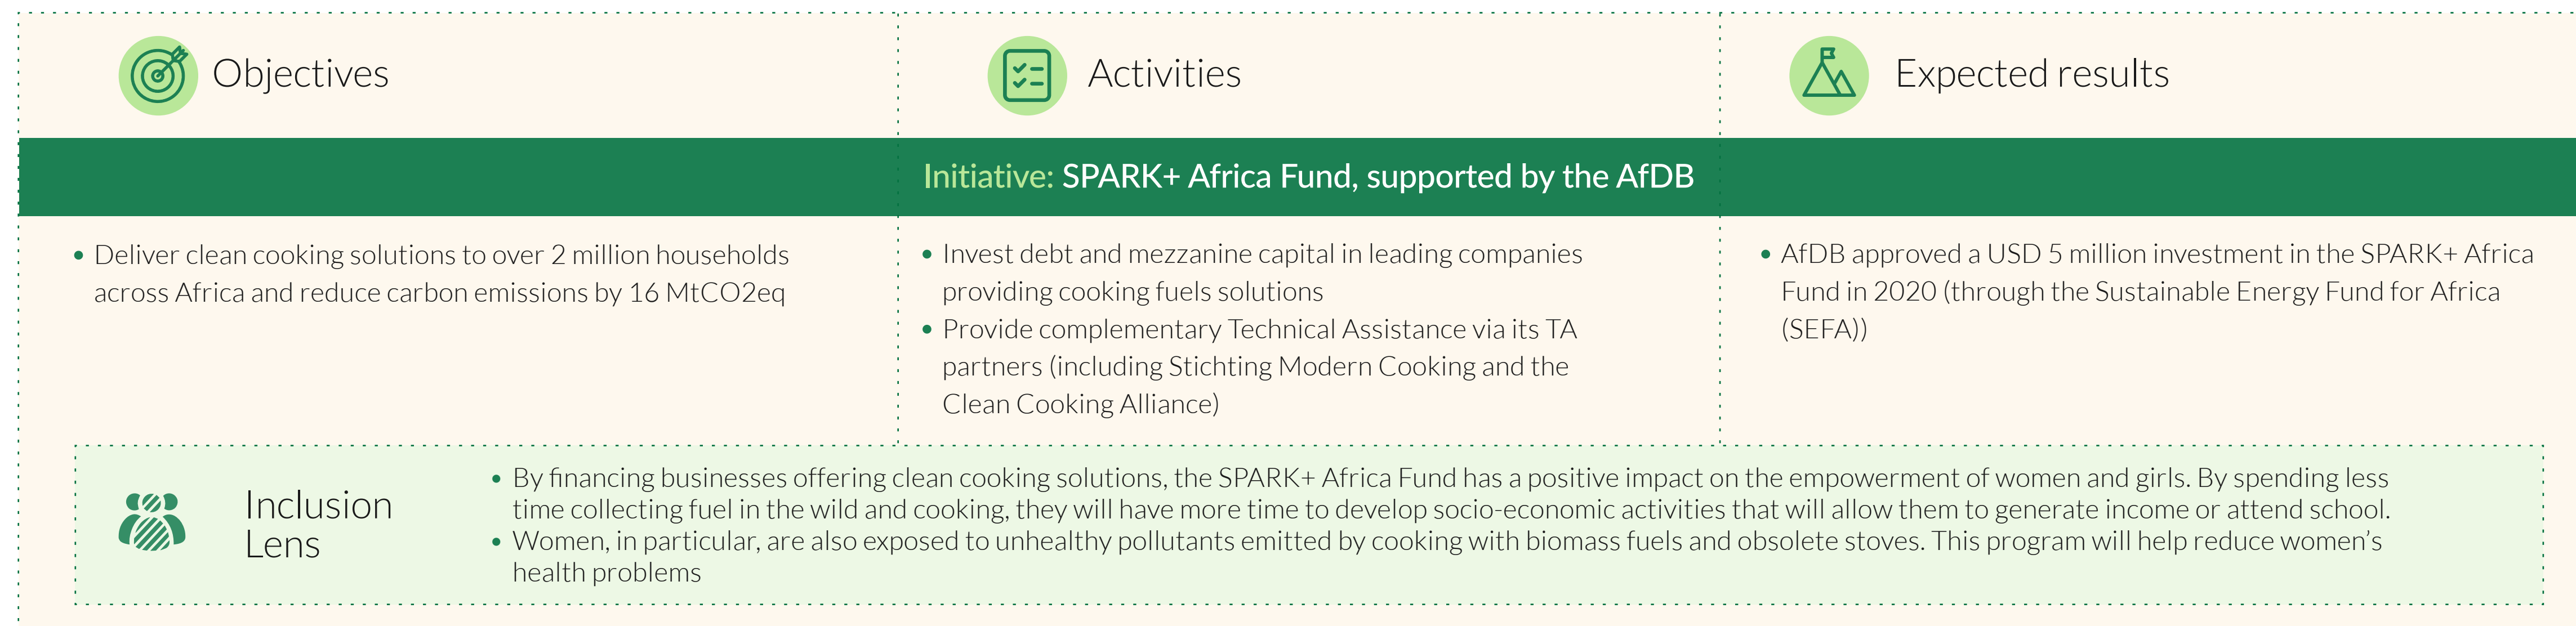 Objectives
Activities
Expected results
Initiative: SPARK+ Africa Fund, supported by the AfDB
• Deliver clean cooking solutions to over 2 million households
across Africa and reduce carbon emissions by 16 MtCO2eq
• Invest debt and mezzanine capital in leading companies
providing cooking fuels solutions
• Provide complementary Technical Assistance via its TA
partners (including Stichting Modern Cooking and the
Clean Cooking Alliance)
• AfDB approved a USD 5 million investment in the SPARK+ Africa
Fund in 2020 (through the Sustainable Energy Fund for Africa
(SEFA))
Inclusion
Lens
• By financing businesses offering clean cooking solutions, the SPARK+ Africa Fund has a positive impact on the empowerment of women and girls. By spending less
time collecting fuel in the wild and cooking, they will have more time to develop socio-economic activities that will allow them to generate income or attend school.
• Women, in particular, are also exposed to unhealthy pollutants emitted by cooking with biomass fuels and obsolete stoves. This program will help reduce women’s
health problems